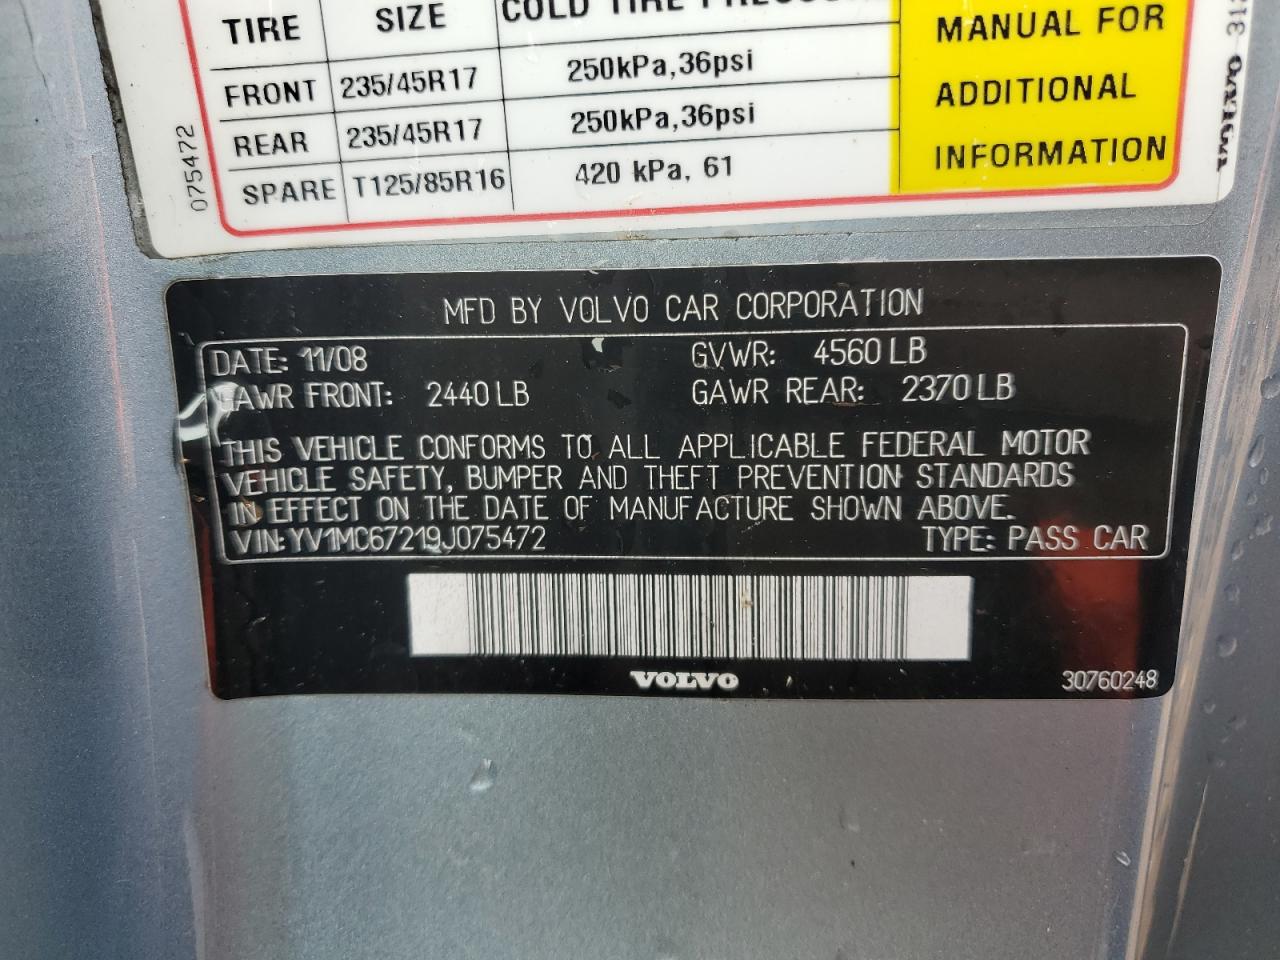 TIRE SIZE COLD TIRE
FRONT 235/45R17 250kPa,36psi
REAR 235/45R17 250kPa,36psi
SPARE T125/85R16 420 kPa, 61
MANUAL FOR
ADDITIONAL
INFORMATION
075472
VOLVO
MFD BY VOLVO CAR CORPORATION
DATE: 11/08 GVWR: 4560 LB
GAWR FRONT: 2440 LB GAWR REAR: 2370 LB
THIS VEHICLE CONFORMS TO ALL APPLICABLE FEDERAL MOTOR
VEHICLE SAFETY, BUMPER AND THEFT PREVENTION STANDARDS
IN EFFECT ON THE DATE OF MANUFACTURE SHOWN ABOVE.
VIN: YV1MC67219J075472 TYPE: PASS CAR
VOLVO
30760248